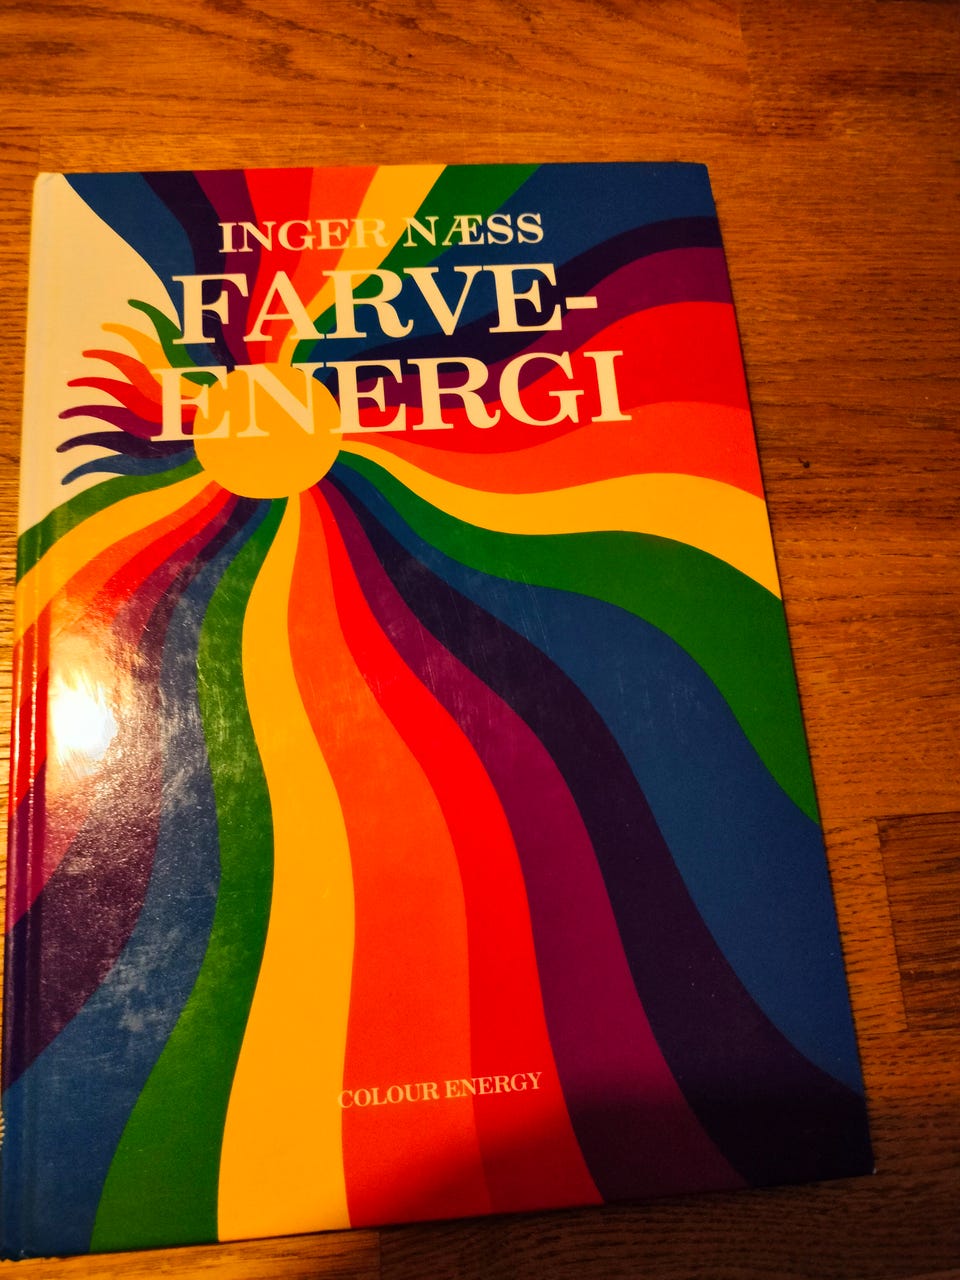 INGER NÆSS
FARVE-
ENERGI
COLOUR ENERGY